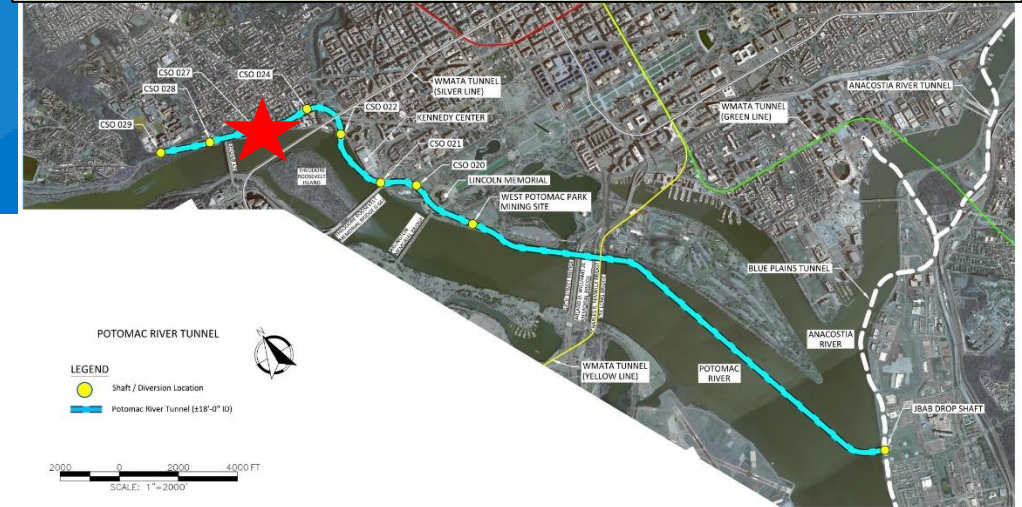 CSO 029
CSO 028
CSO 027
CSO 024
WMATA TUNNEL
(SILVER LINE)
CSO 022
KENNEDY CENTER
CSO 021
CSO 020
LINCOLN MEMORIAL
WEST POTOMAC PARK
MINING SITE
THEODORE
ROOSEVELT
ISLAND
WMATA TUNNEL
(GREEN LINE)
ANACOSTIA RIVER TUNNEL
BLUE PLAINS TUNNEL
ANACOSTIA
RIVER
WMATA TUNNEL
(YELLOW LINE)
POTOMAC
RIVER
JBAB DROP SHAFT
POTOMAC RIVER TUNNEL
N
LEGEND
Shaft / Diversion Location
Potomac River Tunnel (±18'-0" ID)
2000 0 2000 4000 FT
SCALE: 1"=2000'